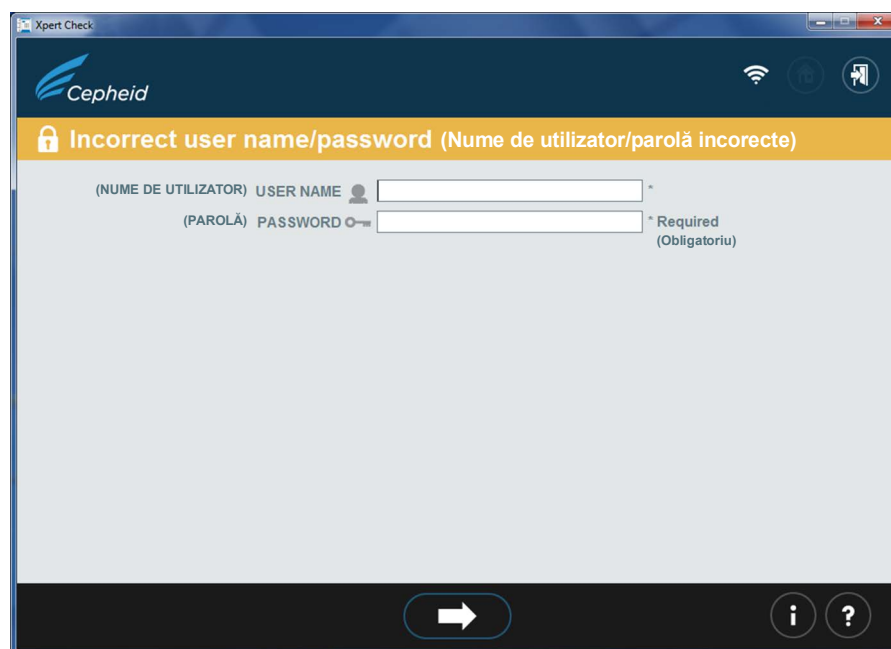 Xpert Check
Cepheid
Incorrect user name/password (Nume de utilizator/parolă incorecte)
(NUME DE UTILIZATOR) USER NAME *
(PAROLĂ) PASSWORD * Required
(Obligatoriu)
i ?